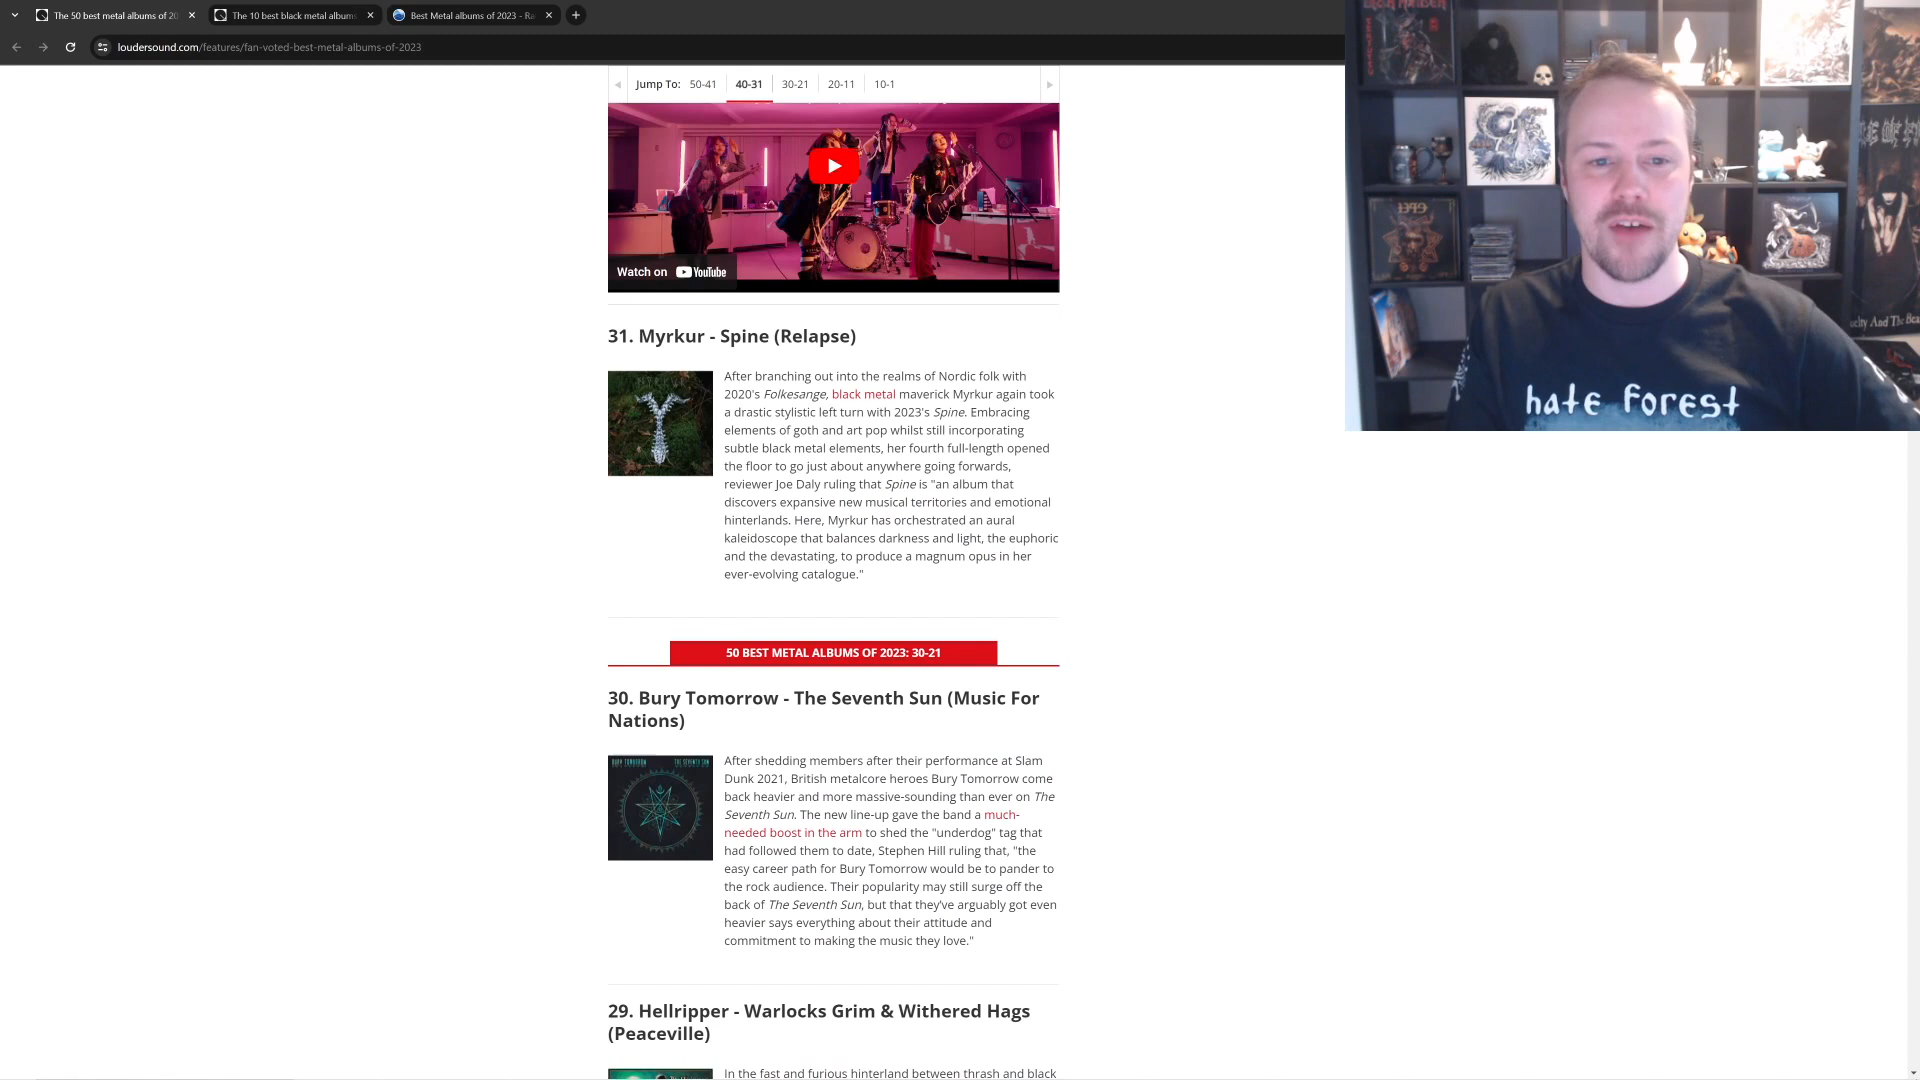 The 50 best metal albums of 20
The 10 best black metal albums
Best Metal albums of 2023 - Ra
loudersound.com/features/fan-voted-best-metal-albums-of-2023
Jump To: 50-41 40-31 30-21 20-11 10-1
Watch on YouTube
31. Myrkur - Spine (Relapse)
MYRKUR
After branching out into the realms of Nordic folk with
2020's Folkesange, black metal maverick Myrkur again took
a drastic stylistic left turn with 2023's Spine. Embracing
elements of goth and art pop whilst still incorporating
subtle black metal elements, her fourth full-length opened
the floor to go just about anywhere going forwards,
reviewer Joe Daly ruling that Spine is "an album that
discovers expansive new musical territories and emotional
hinterlands. Here, Myrkur has orchestrated an aural
kaleidoscope that balances darkness and light, the euphoric
and the devastating, to produce a magnum opus in her
ever-evolving catalogue."
50 BEST METAL ALBUMS OF 2023: 30-21
30. Bury Tomorrow - The Seventh Sun (Music For
Nations)
BURY TOMORROW THE SEVENTH SUN
After shedding members after their performance at Slam
Dunk 2021, British metalcore heroes Bury Tomorrow come
back heavier and more massive-sounding than ever on The
Seventh Sun. The new line-up gave the band a much-
needed boost in the arm to shed the "underdog" tag that
had followed them to date, Stephen Hill ruling that, "the
easy career path for Bury Tomorrow would be to pander to
the rock audience. Their popularity may still surge off the
back of The Seventh Sun, but that they've arguably got even
heavier says everything about their attitude and
commitment to making the music they love."
29. Hellripper - Warlocks Grim & Withered Hags
(Peaceville)
In the fast and furious hinterland between thrash and black
IRON MAIDEN
hate forest
elty And The Bea